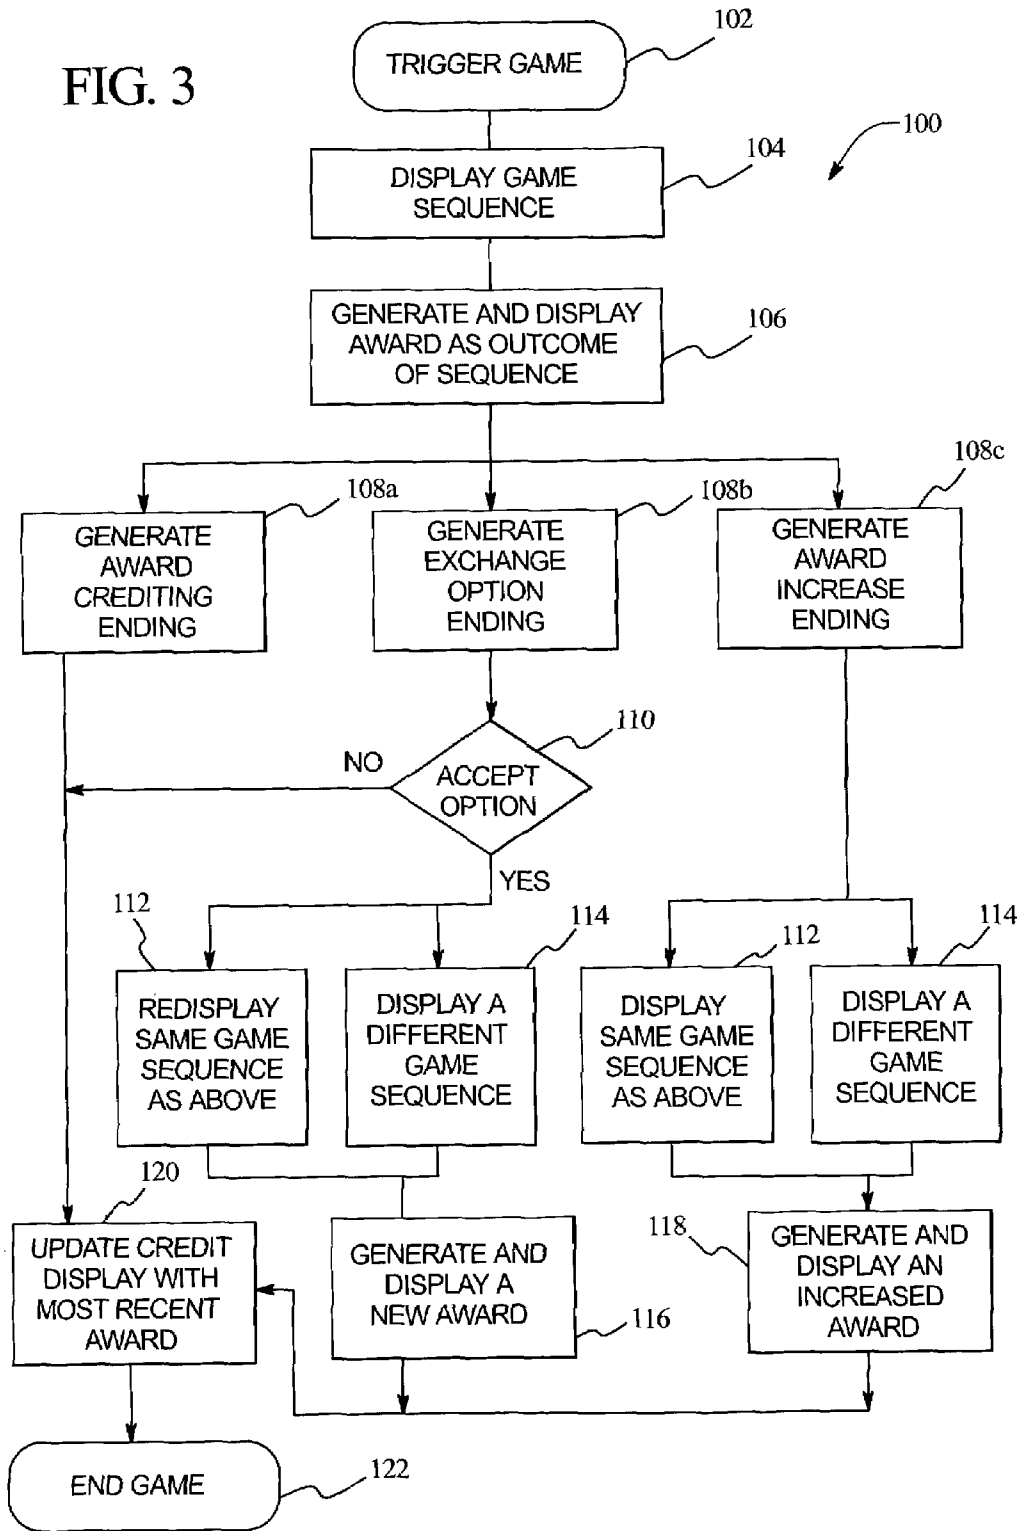 FIG. 3
TRIGGER GAME
102
100
DISPLAY GAME
SEQUENCE
104
GENERATE AND DISPLAY
AWARD AS OUTCOME
OF SEQUENCE
106
108a
108b
108c
GENERATE
AWARD
CREDITING
ENDING
GENERATE
EXCHANGE
OPTION
ENDING
GENERATE
AWARD
INCREASE
ENDING
110
NO
ACCEPT
OPTION
YES
112
114
112
114
REDISPLAY
SAME GAME
SEQUENCE
AS ABOVE
DISPLAY A
DIFFERENT
GAME
SEQUENCE
DISPLAY
SAME GAME
SEQUENCE
AS ABOVE
DISPLAY A
DIFFERENT
GAME
SEQUENCE
120
UPDATE CREDIT
DISPLAY WITH
MOST RECENT
AWARD
GENERATE AND
DISPLAY A
NEW AWARD
116
118
GENERATE AND
DISPLAY AN
INCREASED
AWARD
END GAME
122